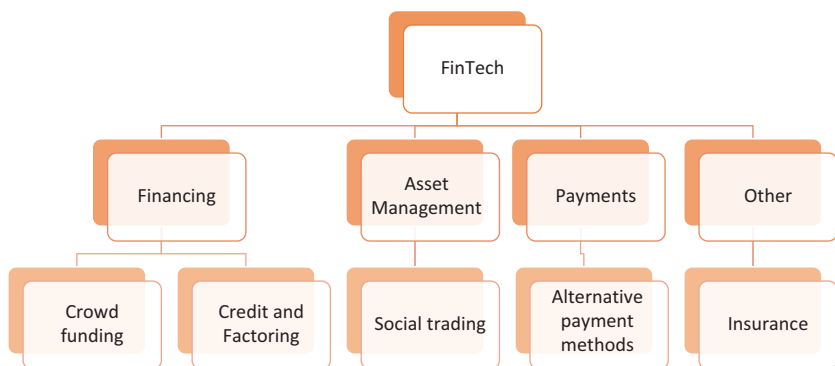 FinTech
Financing
Asset
Management
Payments
Other
Crowd
funding
Credit and
Factoring
Social trading
Alternative
payment
methods
Insurance